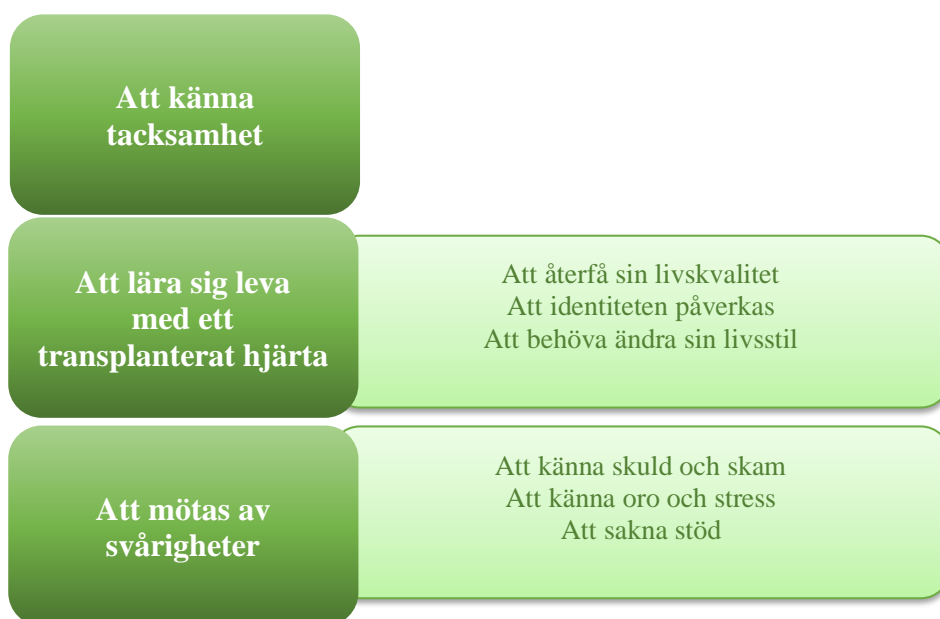 Att känna
tacksamhet
Att lära sig leva
med ett
transplanterat hjärta
Att återfå sin livskvalitet
Att identiteten påverkas
Att behöva ändra sin livsstil
Att mötas av
svårigheter
Att känna skuld och skam
Att känna oro och stress
Att sakna stöd